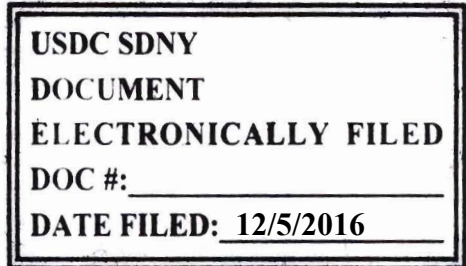 USDC SDNY
DOCUMENT
ELECTRONICALLY FILED
DOC #:
DATE FILED: 12/5/2016